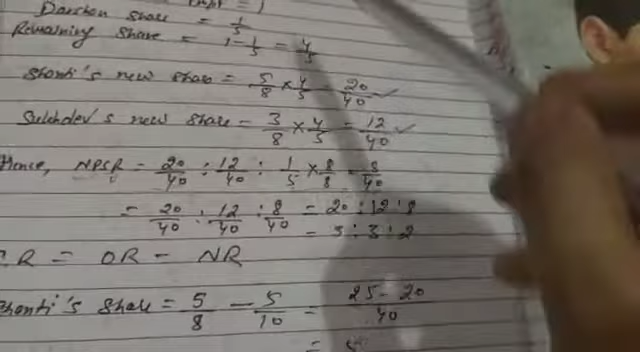 Darshan share = 1/5
Remaining share = 1 - 1/5 = 4/5
Shanti's new share = 5/8 × 4/5 = 20/40 ✓
Sukhdev's new share = 3/8 × 4/5 = 12/40 ✓
Hence, NPSR = 20/40 : 12/40 : 1/5 × 8/8 = 8/40
= 20/40 : 12/40 : 8/40 = 20 : 12 : 8
= 5 : 3 : 2
R = OR - NR
hanti's share = 5/8 - 5/10 = 25 - 20/40
= 5